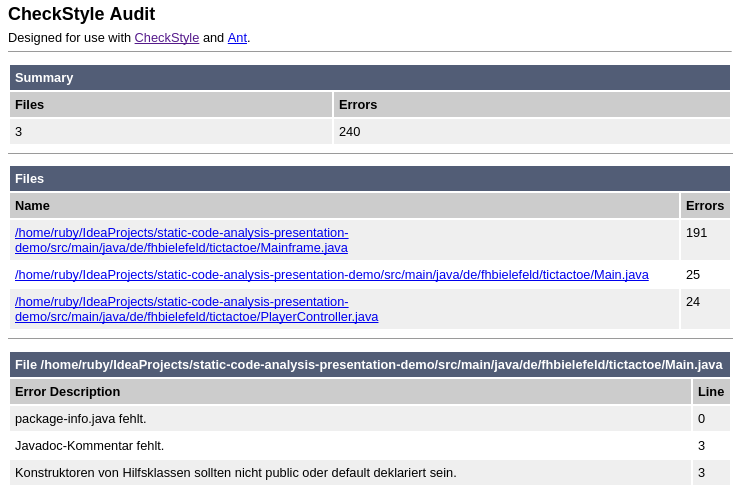 CheckStyle Audit
Designed for use with CheckStyle and Ant.
Summary
Files Errors
3 240
Files
Name Errors
/home/ruby/IdeaProjects/static-code-analysis-presentation- 191
demo/src/main/java/de/fhbielefeld/tictactoe/Mainframe.java
/home/ruby/IdeaProjects/static-code-analysis-presentation-demo/src/main/java/de/fhbielefeld/tictactoe/Main.java 25
/home/ruby/IdeaProjects/static-code-analysis-presentation- 24
demo/src/main/java/de/fhbielefeld/tictactoe/PlayerController.java
File /home/ruby/IdeaProjects/static-code-analysis-presentation-demo/src/main/java/de/fhbielefeld/tictactoe/Main.java
Error Description Line
package-info.java fehlt. 0
Javadoc-Kommentar fehlt. 3
Konstruktoren von Hilfsklassen sollten nicht public oder default deklariert sein. 3